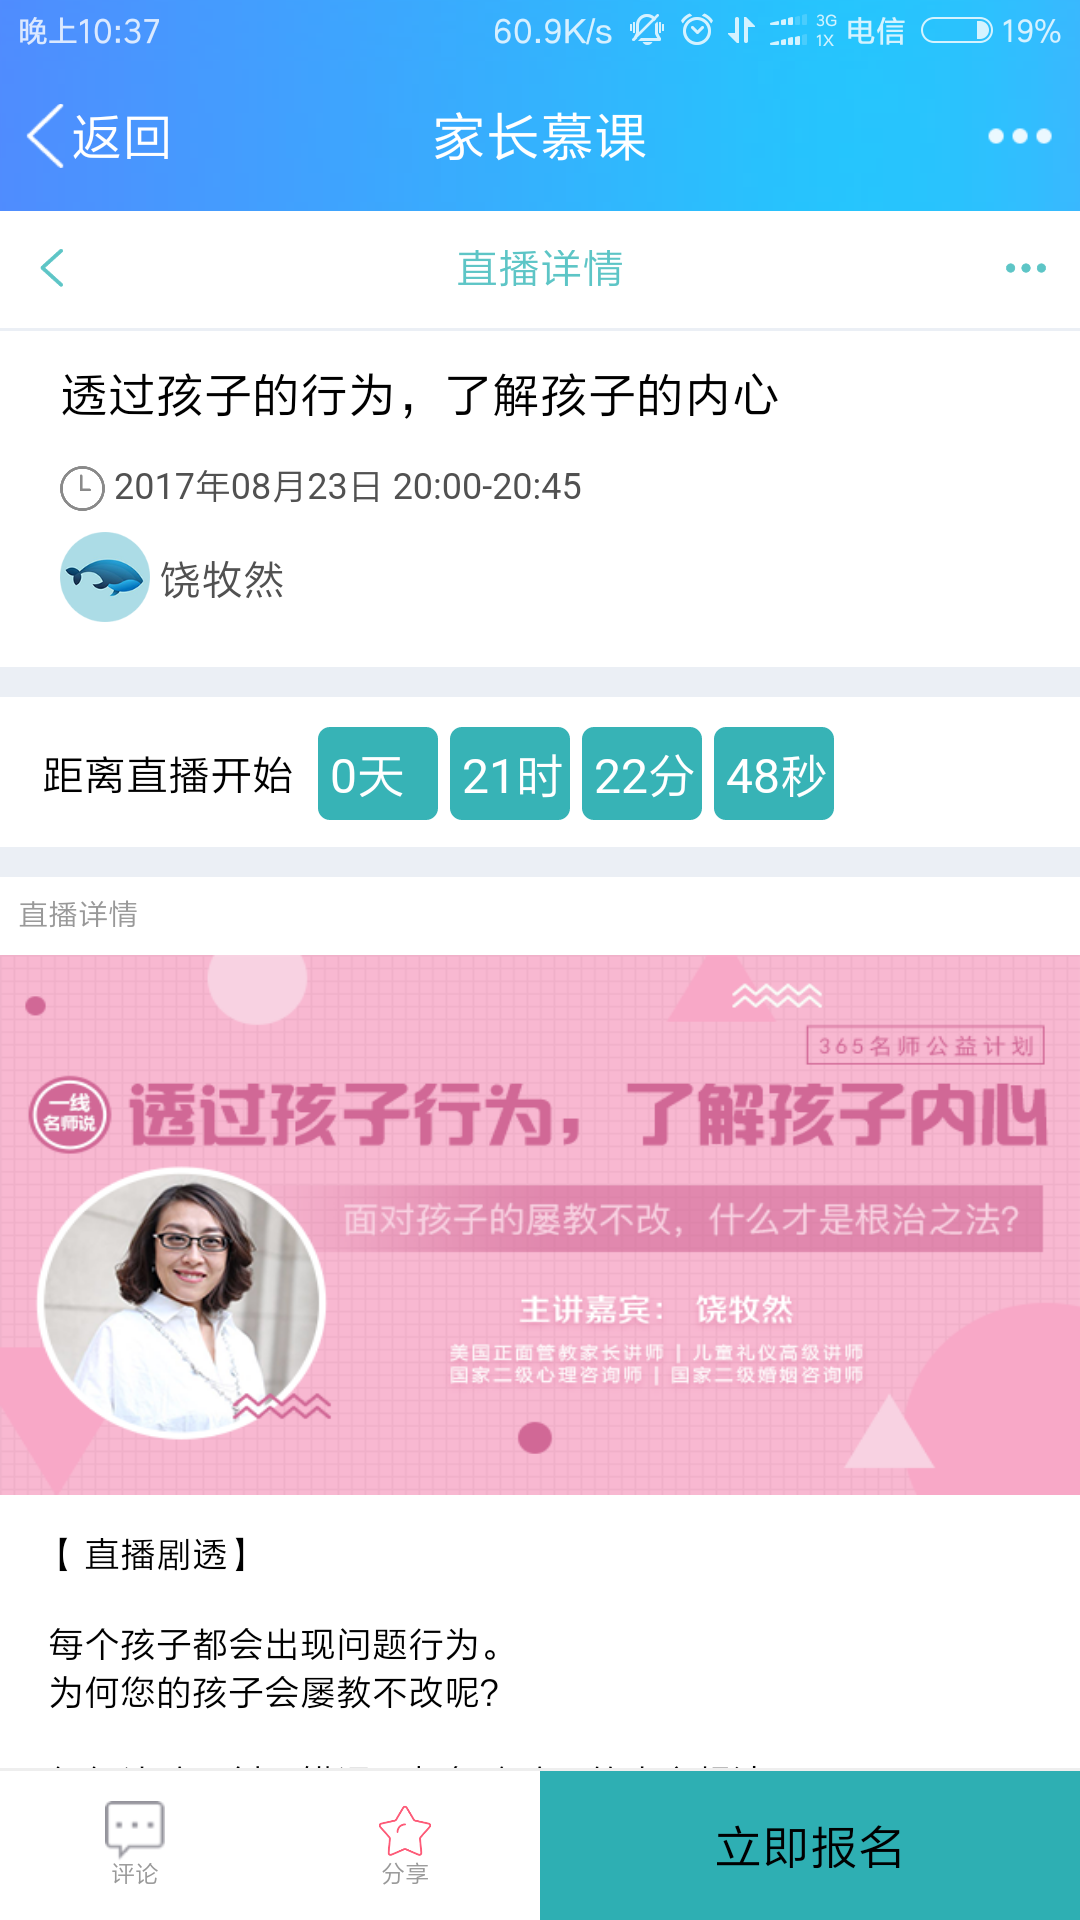 晚上10:37 60.9K/s 3G 1X 电信 19%
返回 家长慕课
直播详情
透过孩子的行为，了解孩子的内心
2017年08月23日 20:00-20:45
饶牧然
距离直播开始 0天 21时 22分 48秒
直播详情
365名师公益计划
一线
名师说
透过孩子行为，了解孩子内心
面对孩子的屡教不改，什么才是根治之法?
主讲嘉宾： 饶牧然
美国正面管教家长讲师 | 儿童礼仪高级讲师
国家二级心理咨询师 | 国家二级婚姻咨询师
【 直播剧透】
每个孩子都会出现问题行为。
为何您的孩子会屡教不改呢?
评论 分享 立即报名